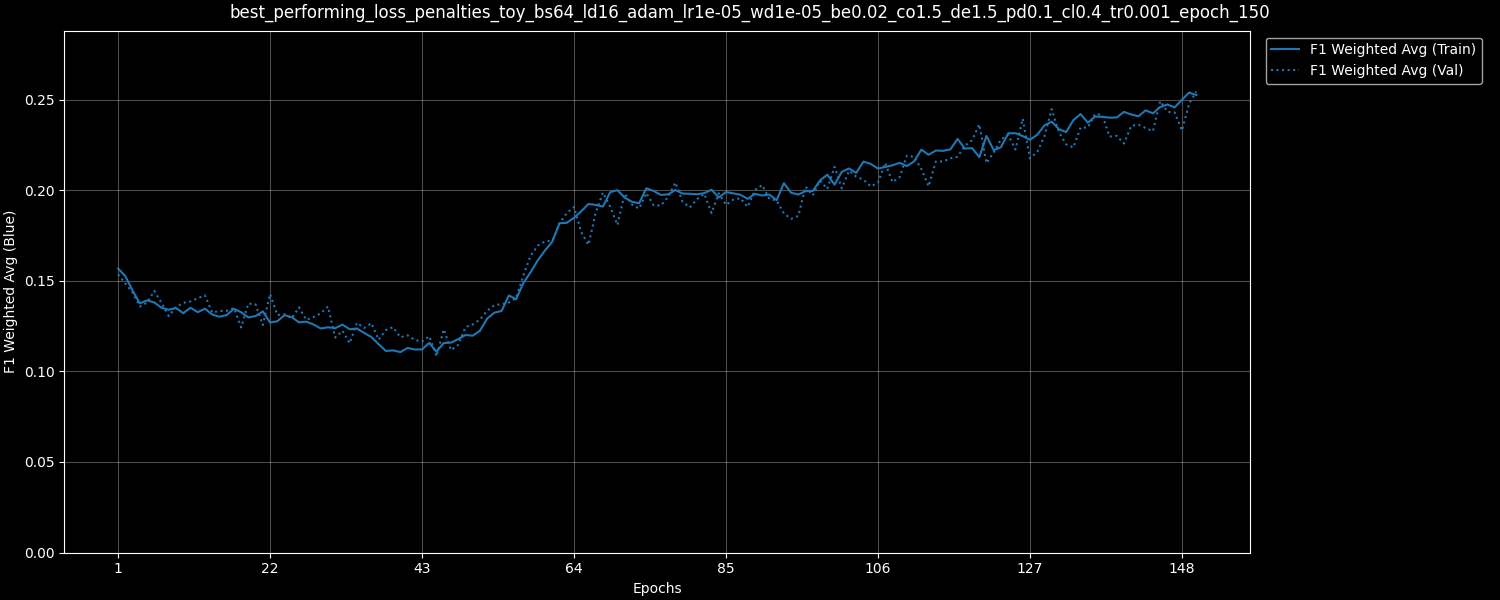 best_performing_loss_penalties_toy_bs64_ld16_adam_lr1e-05_wd1e-05_be0.02_co1.5_de1.5_pd0.1_cl0.4_tr0.001_epoch_150
F1 Weighted Avg (Train)
F1 Weighted Avg (Val)
F1 Weighted Avg (Blue)
0.25
0.20
0.15
0.10
0.05
0.00
1 22 43 64 85 106 127 148
Epochs